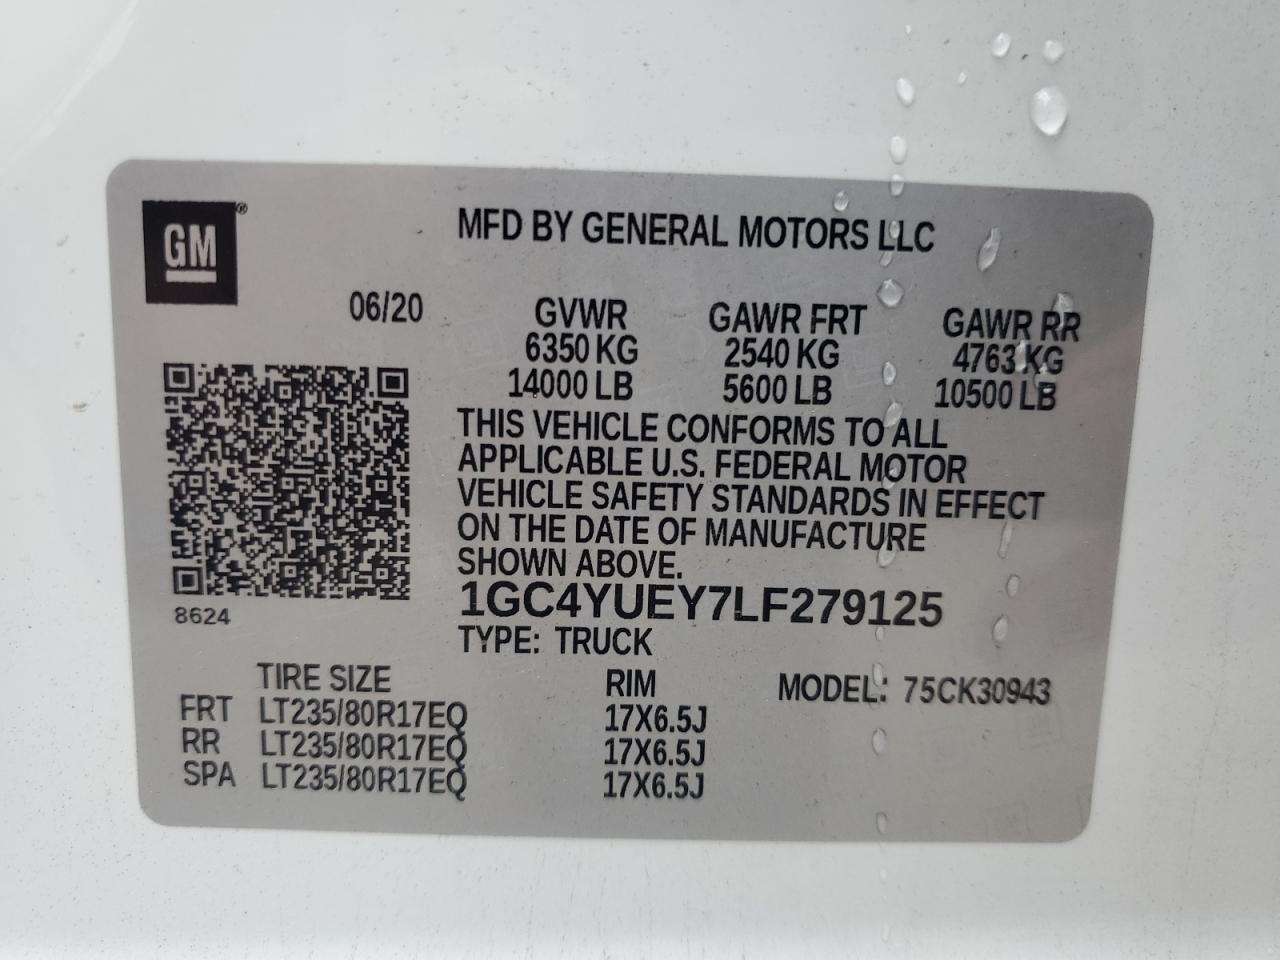 GM®
MFD BY GENERAL MOTORS LLC
06/20 GVWR GAWR FRT GAWR RR
6350 KG 2540 KG 4763 KG
14000 LB 5600 LB 10500 LB
THIS VEHICLE CONFORMS TO ALL
APPLICABLE U.S. FEDERAL MOTOR
VEHICLE SAFETY STANDARDS IN EFFECT
ON THE DATE OF MANUFACTURE
SHOWN ABOVE.
1GC4YUEY7LF279125
8624
TYPE: TRUCK
TIRE SIZE RIM MODEL: 75CK30943
FRT LT235/80R17EQ 17X6.5J
RR LT235/80R17EQ 17X6.5J
SPA LT235/80R17EQ 17X6.5J